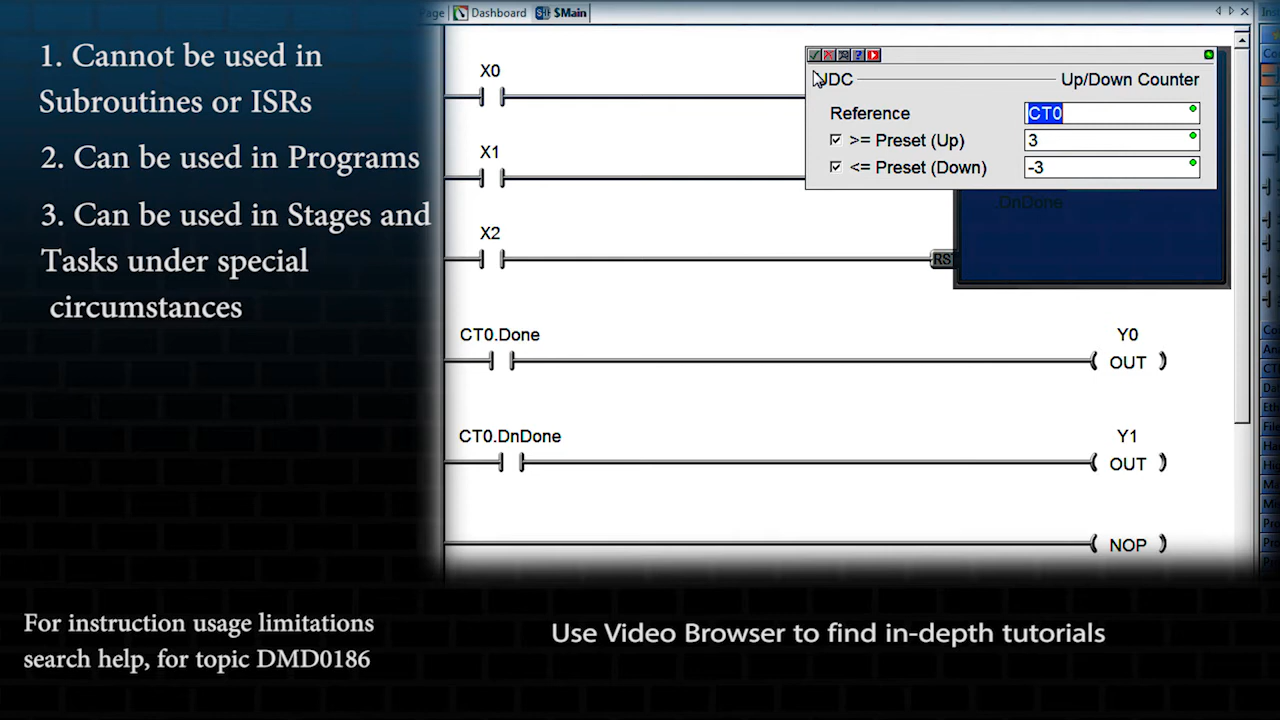 Page
Dashboard
$Main
1. Cannot be used in
Subroutines or ISRs
2. Can be used in Programs
3. Can be used in Stages and
Tasks under special
circumstances
X0
X1
X2
Up/Down Counter
Reference
CT0
>= Preset (Up)
3
<= Preset (Down)
-3
.DnDone
RST
CT0.Done
Y0
OUT
CT0.DnDone
Y1
OUT
NOP
For instruction usage limitations
search help, for topic DMD0186
Use Video Browser to find in-depth tutorials